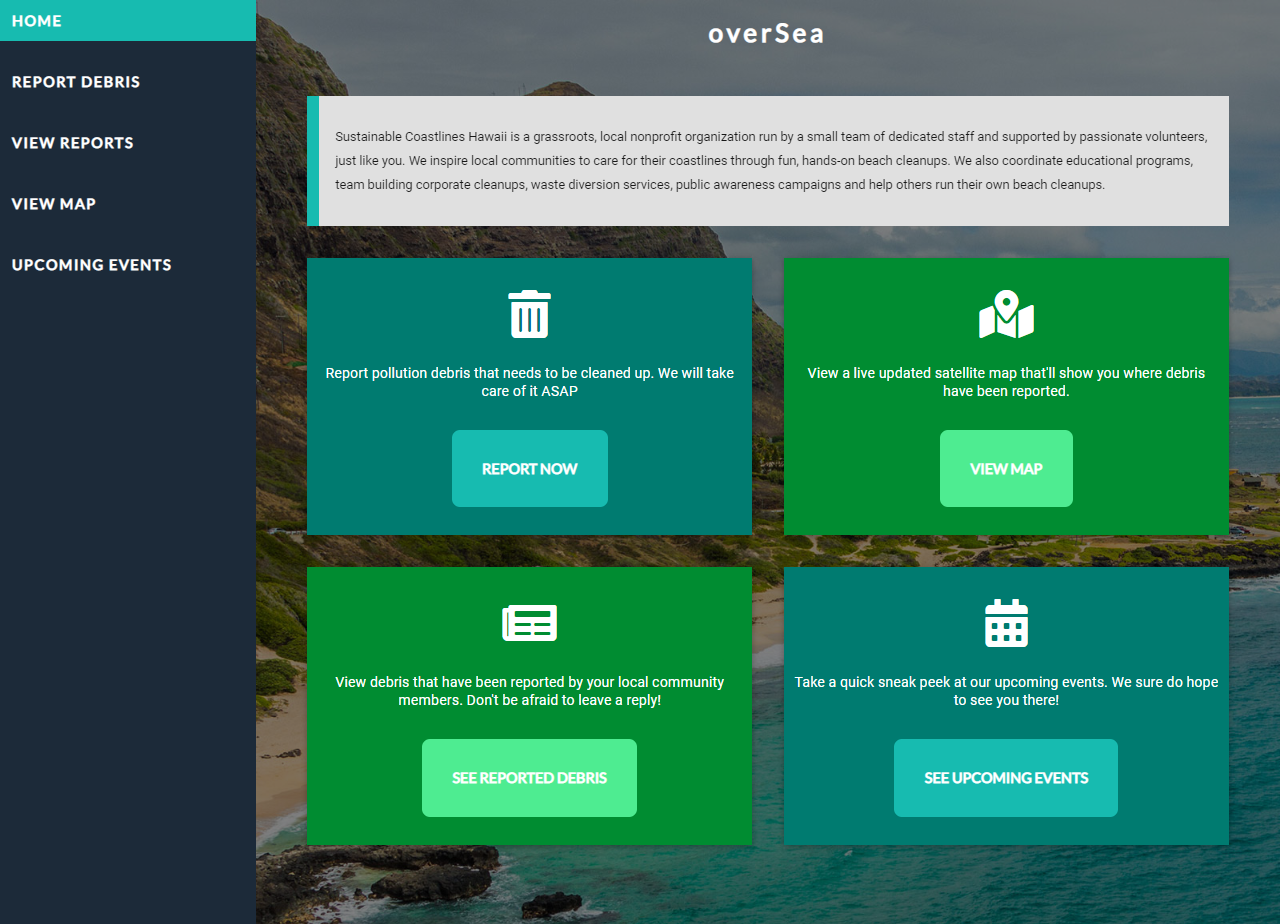 HOME
REPORT DEBRIS
VIEW REPORTS
VIEW MAP
UPCOMING EVENTS
overSea
Sustainable Coastlines Hawaii is a grassroots, local nonprofit organization run by a small team of dedicated staff and supported by passionate volunteers,
just like you. We inspire local communities to care for their coastlines through fun, hands-on beach cleanups. We also coordinate educational programs,
team building corporate cleanups, waste diversion services, public awareness campaigns and help others run their own beach cleanups.
Report pollution debris that needs to be cleaned up. We will take
care of it ASAP
REPORT NOW
View a live updated satellite map that'll show you where debris
have been reported.
VIEW MAP
View debris that have been reported by your local community
members. Don't be afraid to leave a reply!
SEE REPORTED DEBRIS
Take a quick sneak peek at our upcoming events. We sure do hope
to see you there!
SEE UPCOMING EVENTS